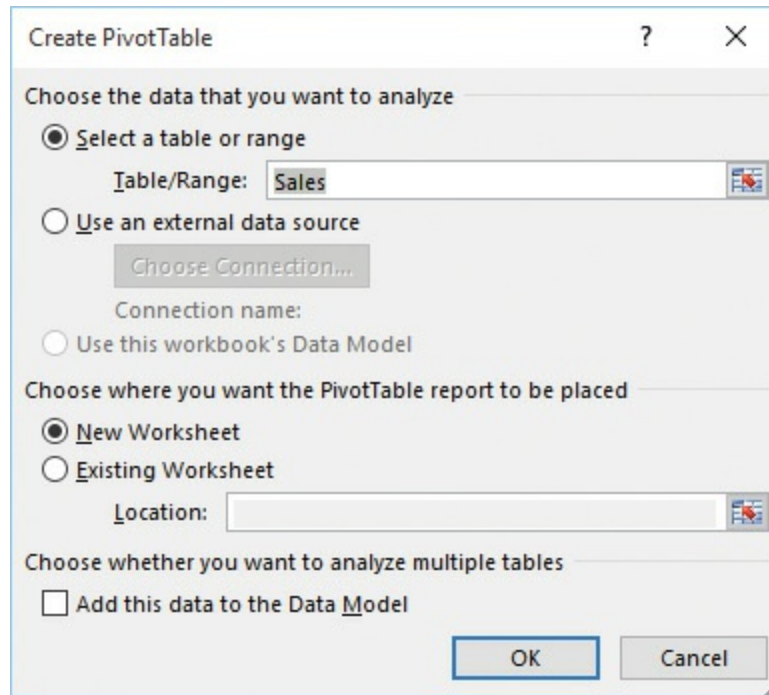 Create PivotTable ?
Choose the data that you want to analyze
Select a table or range
Table/Range: Sales
Use an external data source
Choose Connection...
Connection name:
Use this workbook's Data Model
Choose where you want the PivotTable report to be placed
New Worksheet
Existing Worksheet
Location:
Choose whether you want to analyze multiple tables
Add this data to the Data Model
OK Cancel